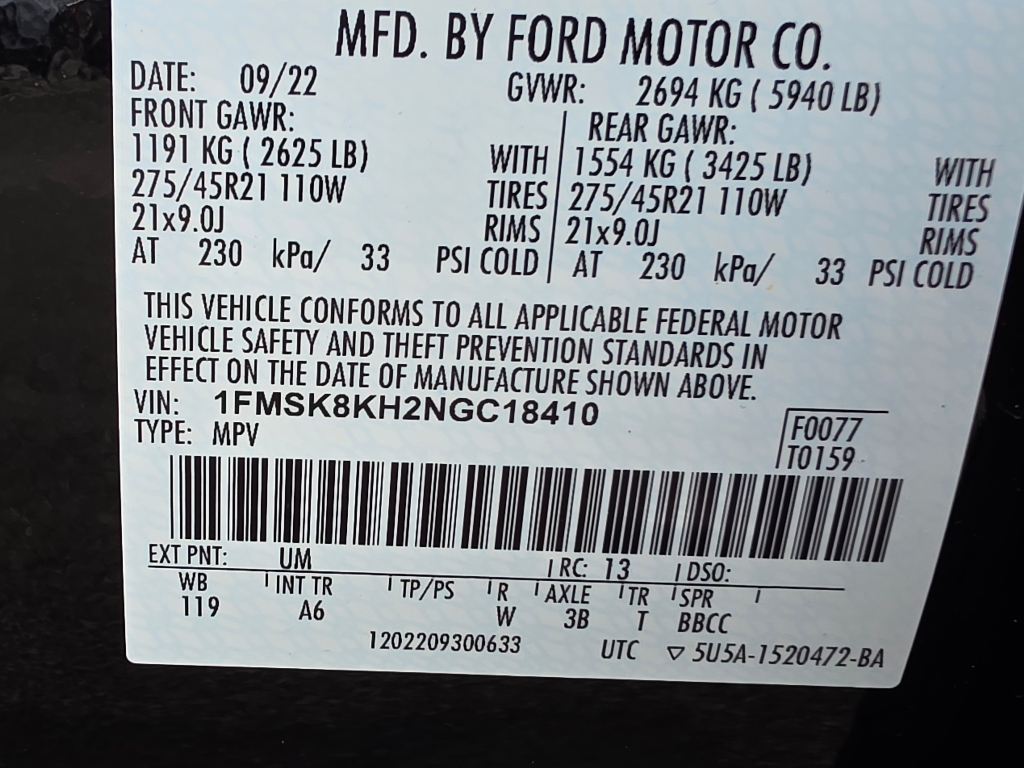 MFD. BY FORD MOTOR CO.
DATE: 09/22 GVWR: 2694 KG ( 5940 LB)
FRONT GAWR: REAR GAWR:
1191 KG ( 2625 LB) WITH 1554 KG ( 3425 LB) WITH
275/45R21 110W TIRES 275/45R21 110W TIRES
21x9.0J RIMS 21x9.0J RIMS
AT 230 kPa/ 33 PSI COLD AT 230 kPa/ 33 PSI COLD
THIS VEHICLE CONFORMS TO ALL APPLICABLE FEDERAL MOTOR
VEHICLE SAFETY AND THEFT PREVENTION STANDARDS IN
EFFECT ON THE DATE OF MANUFACTURE SHOWN ABOVE.
VIN: 1FMSK8KH2NGC18410
TYPE: MPV
F0077
T0159
EXT PNT: UM RC: 13 DSO:
WB INT TR TP/PS R AXLE TR SPR
119 A6 W 3B T BBCC
1202209300633 UTC ▽ 5U5A-1520472-BA